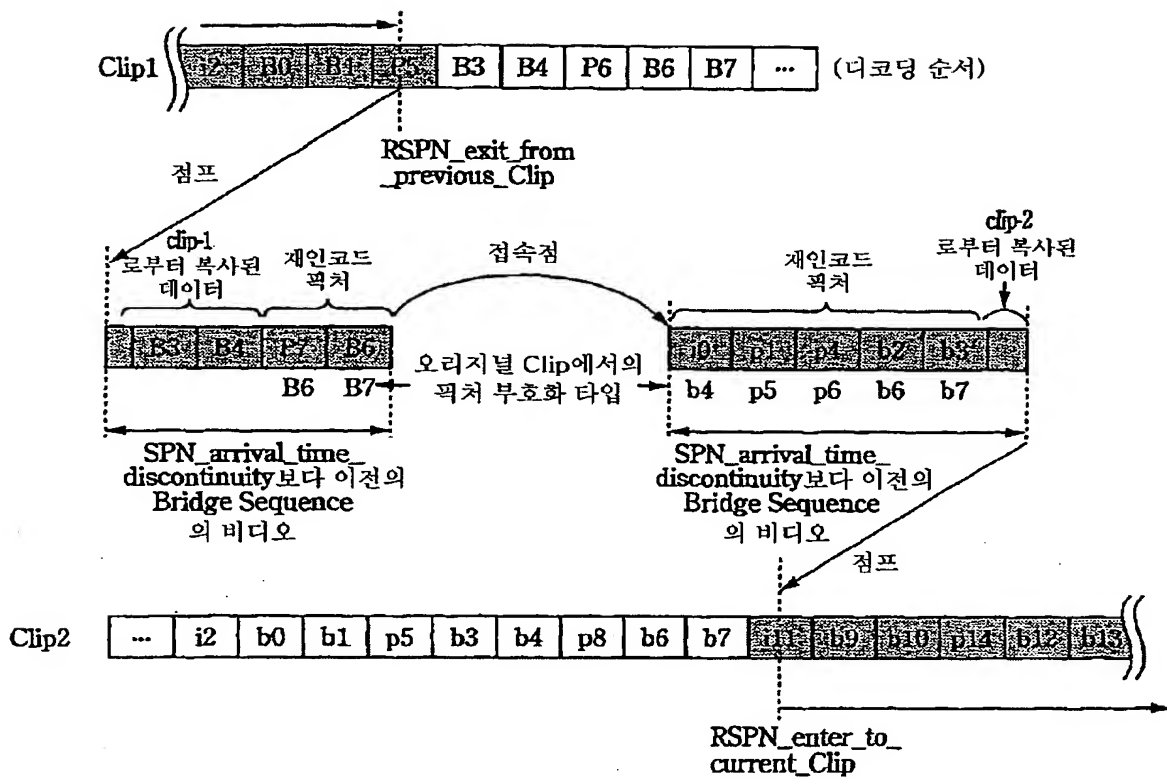 Clip1 i2 B0 B1 P5 B3 B4 P6 B6 B7 ... (디코딩 순서)
RSPN_exit_from
_previous_Clip
점프
clip-1
로부터 복사된
데이터
재인코드
픽처
접속점
재인코드
픽처
clip-2
로부터 복사된
데이터
B3 B4 P7 B6
B6 B7
오리지널 Clip에서의
픽처 부호화 타입
i0 p1 p4 b2 b3
b4 p5 p6 b6 b7
SPN_arrival_time_
discontinuity보다 이전의
Bridge Sequence
의 비디오
SPN_arrival_time_
discontinuity보다 이전의
Bridge Sequence
의 비디오
점프
Clip2 ... i2 b0 b1 p5 b3 b4 p8 b6 b7 i11 b9 b10 p14 b12 b13
RSPN_enter_to_
current_Clip